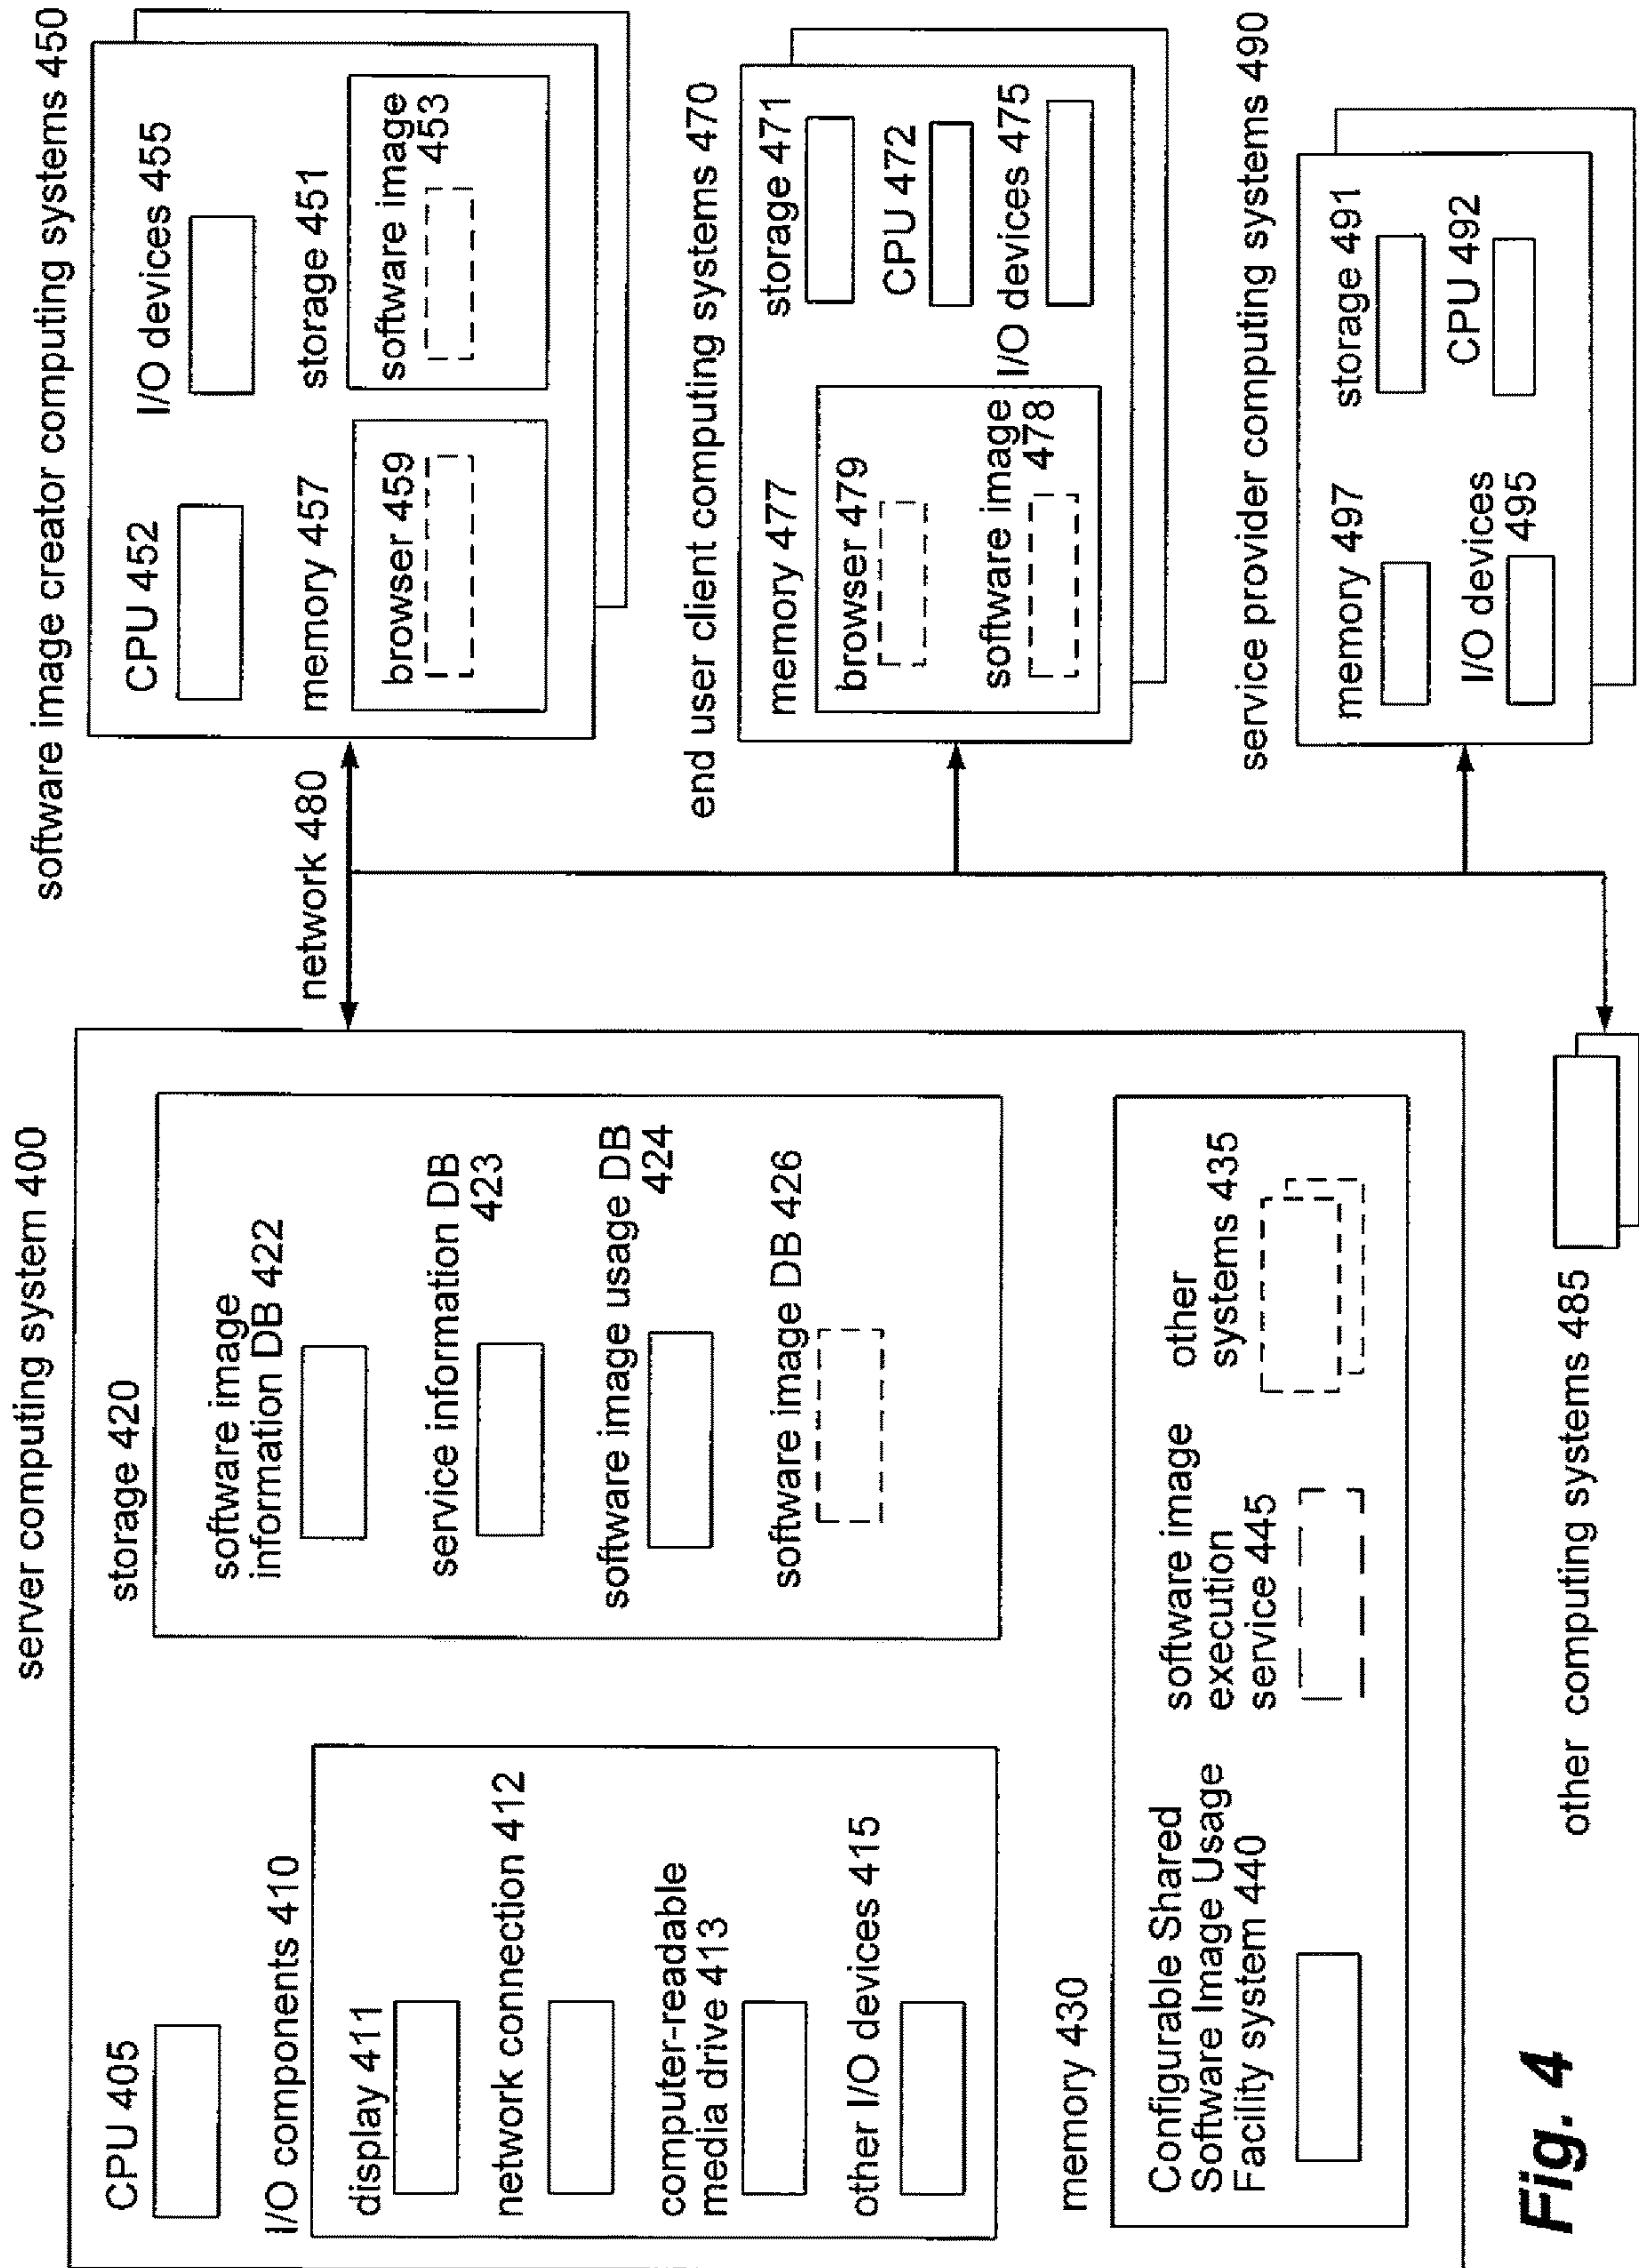 server computing system 400
CPU 405
I/O components 410
display 411
network connection 412
computer-readable
media drive 413
other I/O devices 415
storage 420
software image
information DB 422
service information DB
423
software image usage DB
424
software image DB 426
memory 430
Configurable Shared
Software Image Usage
Facility system 440
software image
execution
service 445
other
systems 435
network 480
software image creator computing systems 450
CPU 452
I/O devices 455
memory 457
browser 459
storage 451
software image
453
end user client computing systems 470
memory 477
browser 479
software image
478
storage 471
CPU 472
I/O devices 475
service provider computing systems 490
memory 497
storage 491
I/O devices
495
CPU 492
other computing systems 485
Fig. 4